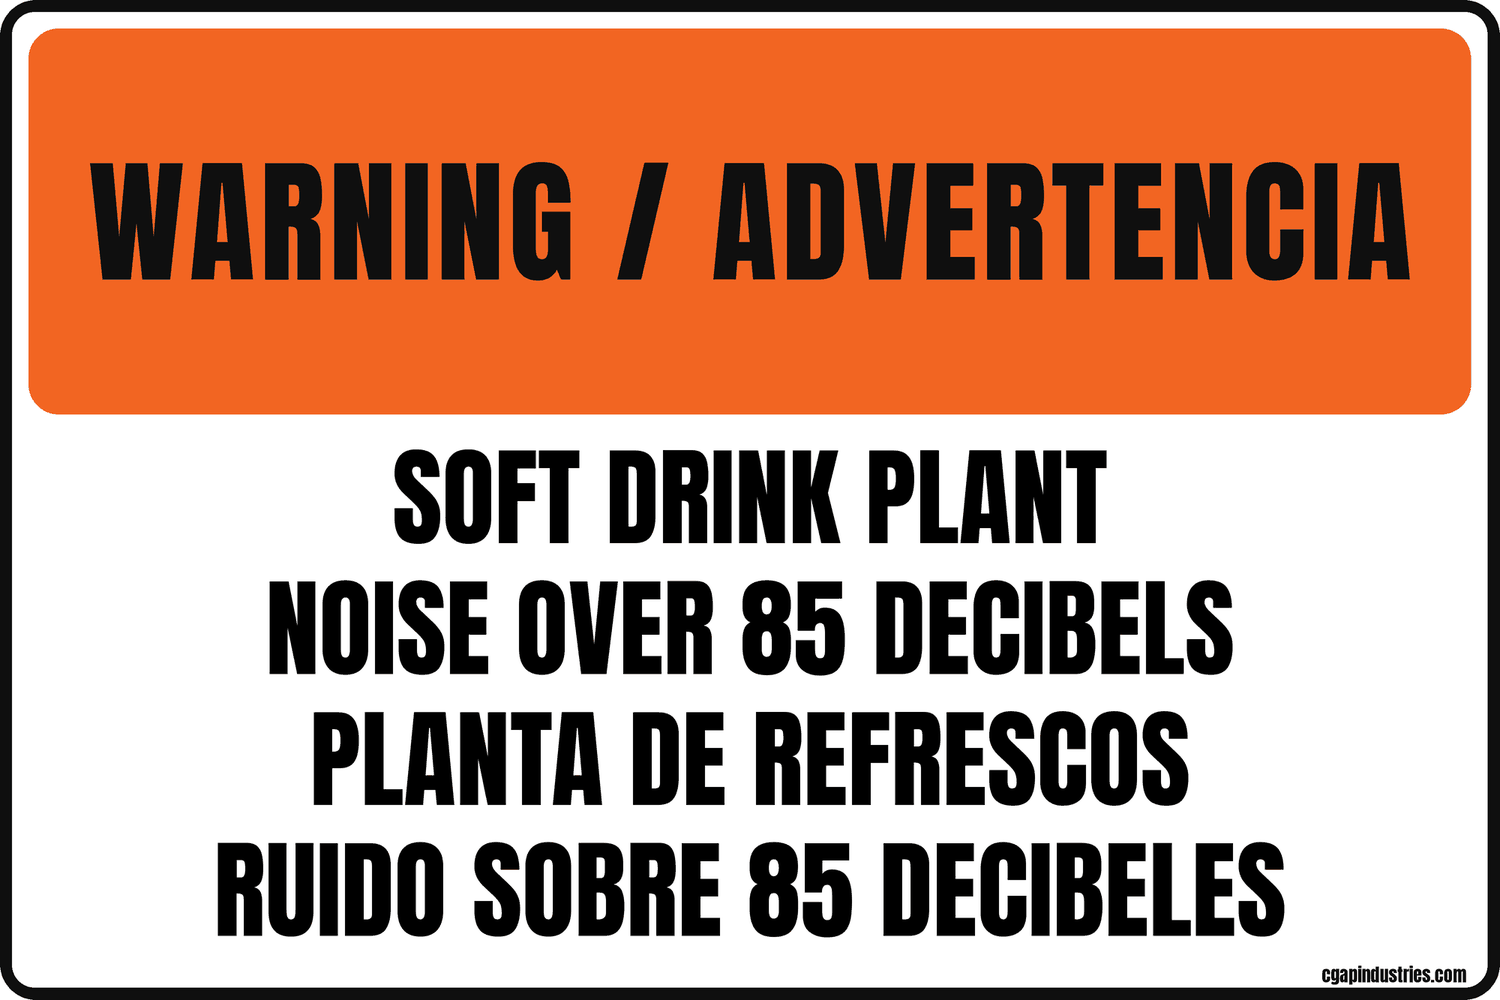 WARNING / ADVERTENCIA
SOFT DRINK PLANT
NOISE OVER 85 DECIBELS
PLANTA DE REFRESCOS
RUIDO SOBRE 85 DECIBELES
cgapindustries.com